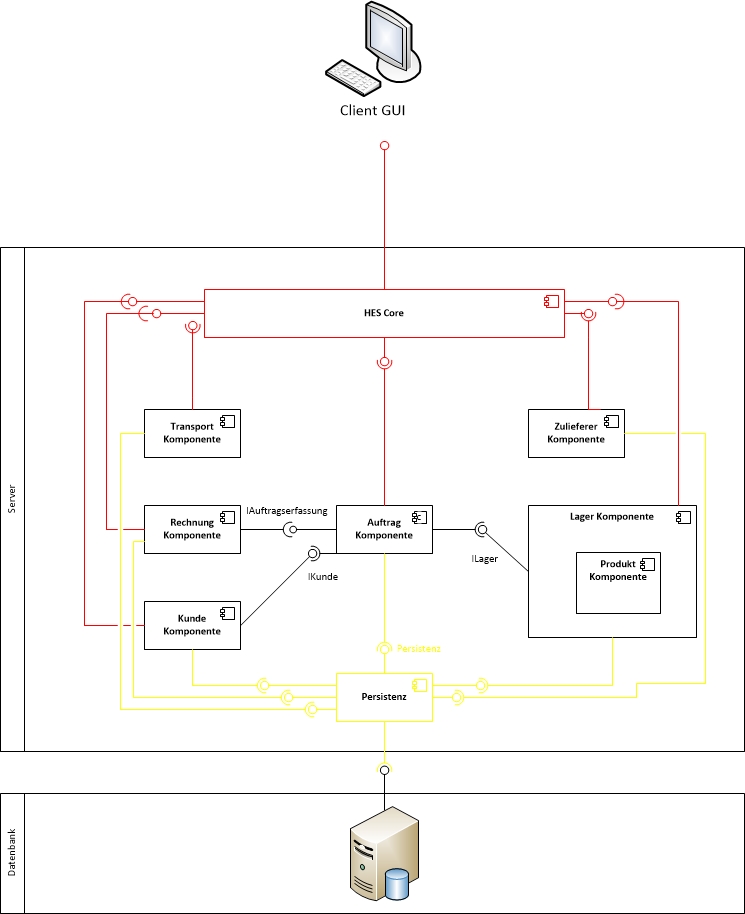 Client GUI
Server
HES Core
Transport
Komponente
Zulieferer
Komponente
IAuftragserfassung
Rechnung
Komponente
Auftrag
Komponente
Lager Komponente
ILager
Produkt
Komponente
IKunde
Kunde
Komponente
Persistenz
Persistenz
Datenbank